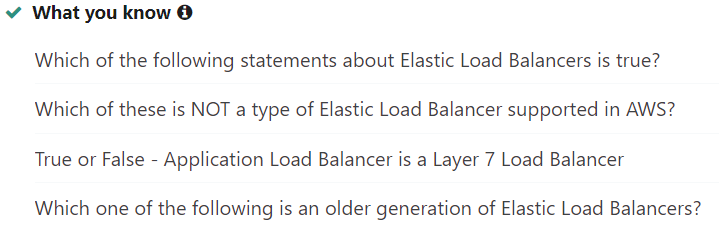 What you know
Which of the following statements about Elastic Load Balancers is true?
Which of these is NOT a type of Elastic Load Balancer supported in AWS?
True or False - Application Load Balancer is a Layer 7 Load Balancer
Which one of the following is an older generation of Elastic Load Balancers?